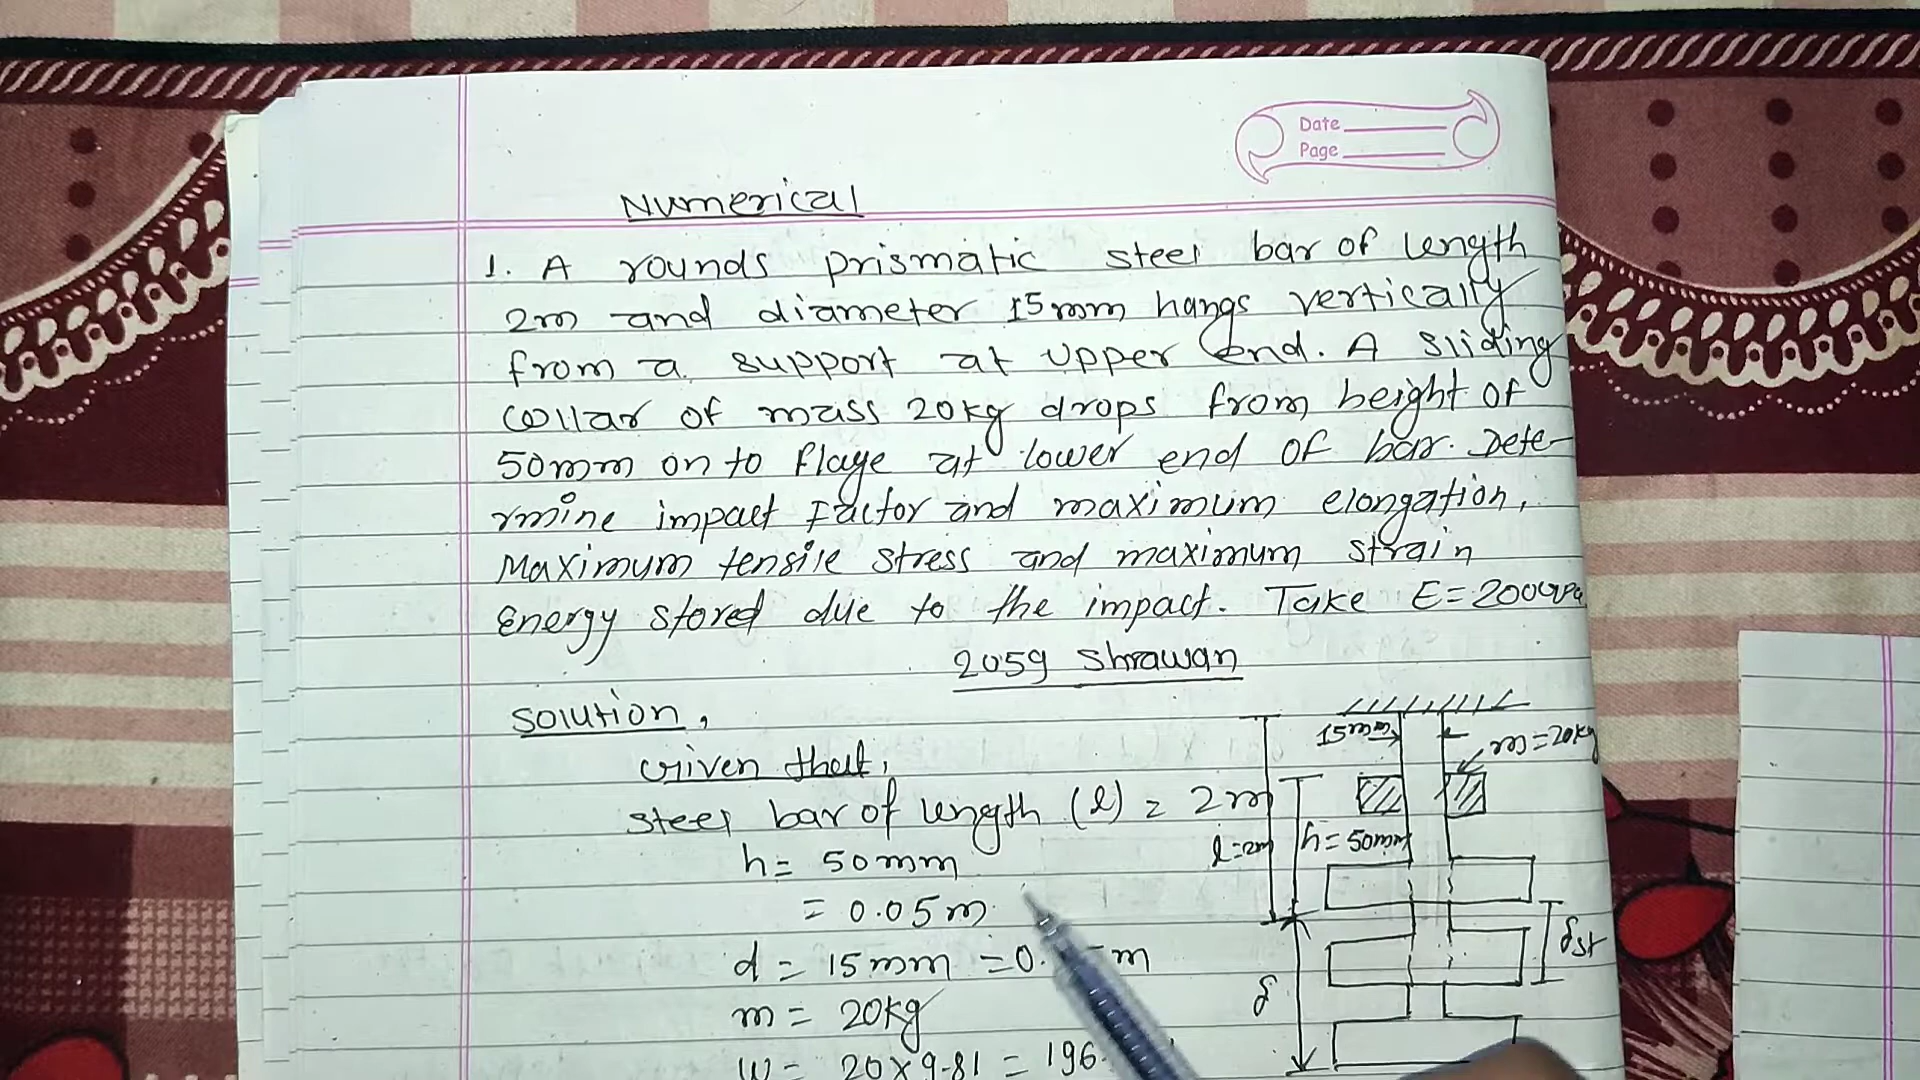 Date
Page
Numerical
1. A rounds prismatic steel bar of length
2m and diameter 15mm hangs vertically
from a support at upper end. A sliding
collar of mass 20kg drops from height of
50mm on to flage at lower end of bar. Dete-
rmine impact Factor and maximum elongation,
Maximum tensile stress and maximum strain
energy stored due to the impact. Take E=200GPa
2059 Shrawan
Solution,
Given that,
steel bar of length (l) = 2m
h= 50mm
= 0.05m
d = 15mm = m
m = 20kg
W = 20×9.81 = 196.
15mm
m=20kg
l=2m
h=50mm
δst
δ